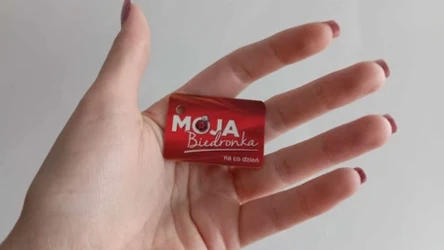 MOJA
Biedronka
na co dzień